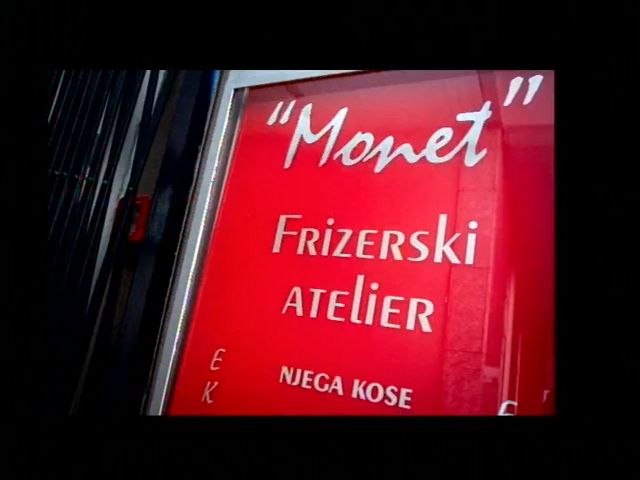 "Monet"
FRiZERSki
ATEliER
NJEGA KOSE
E
K